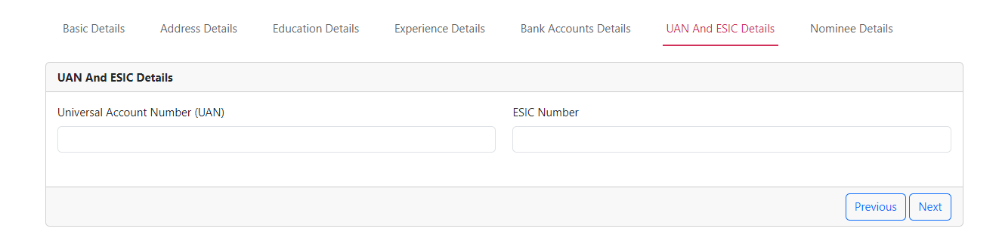 Basic Details Address Details Education Details Experience Details Bank Accounts Details UAN And ESIC Details Nominee Details
UAN And ESIC Details
Universal Account Number (UAN) ESIC Number
Previous Next